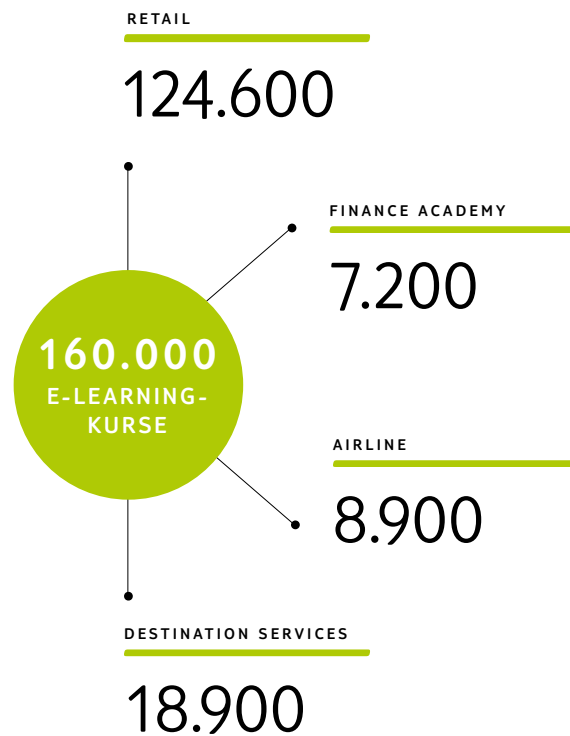 RETAIL
124.600
FINANCE ACADEMY
7.200
160.000
E-LEARNING-
KURSE
AIRLINE
8.900
DESTINATION SERVICES
18.900